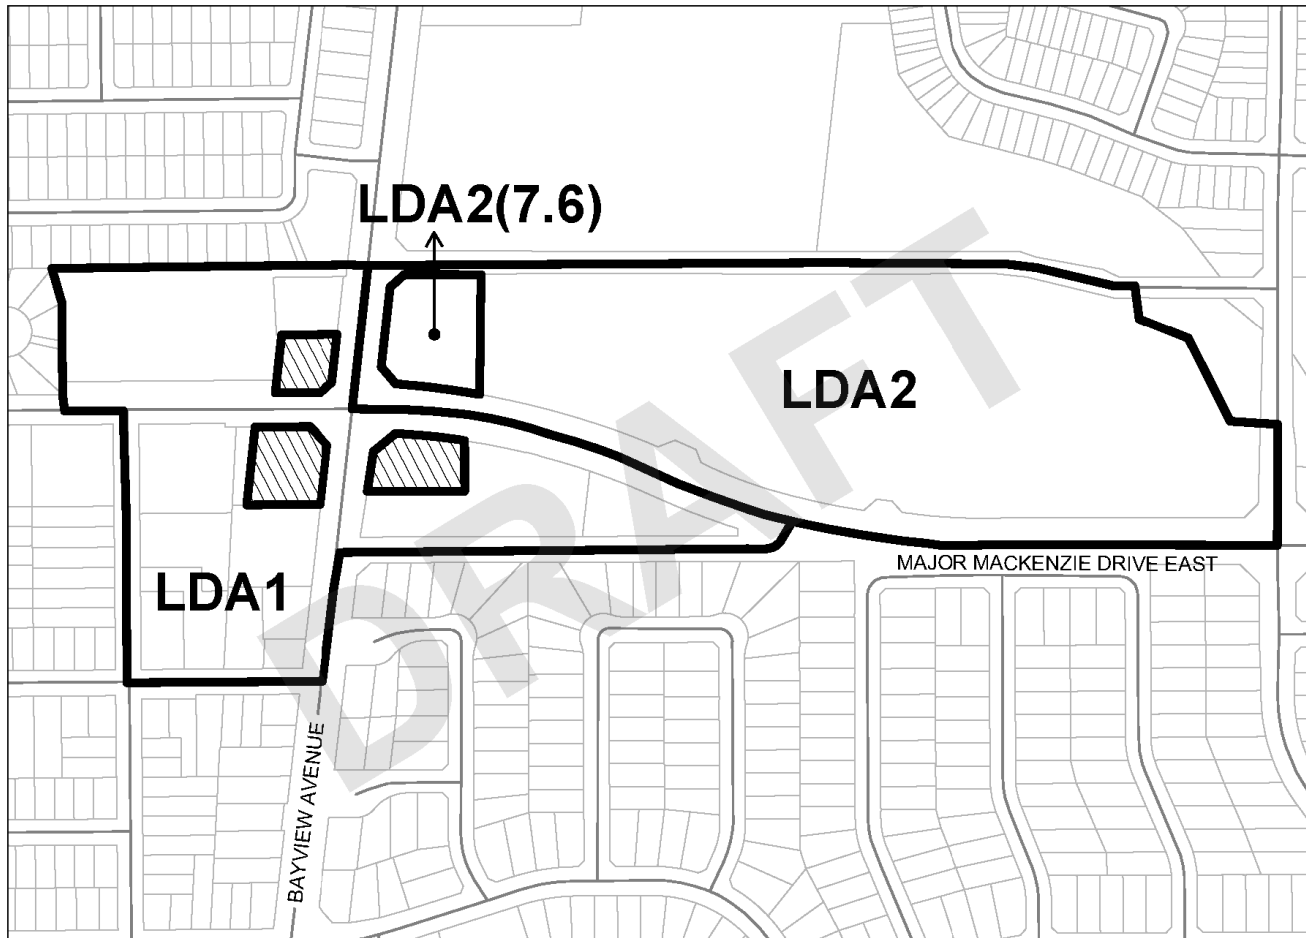 LDA2(7.6)
LDA2
DRAFT
MAJOR MACKENZIE DRIVE EAST
LDA1
BAYVIEW AVENUE